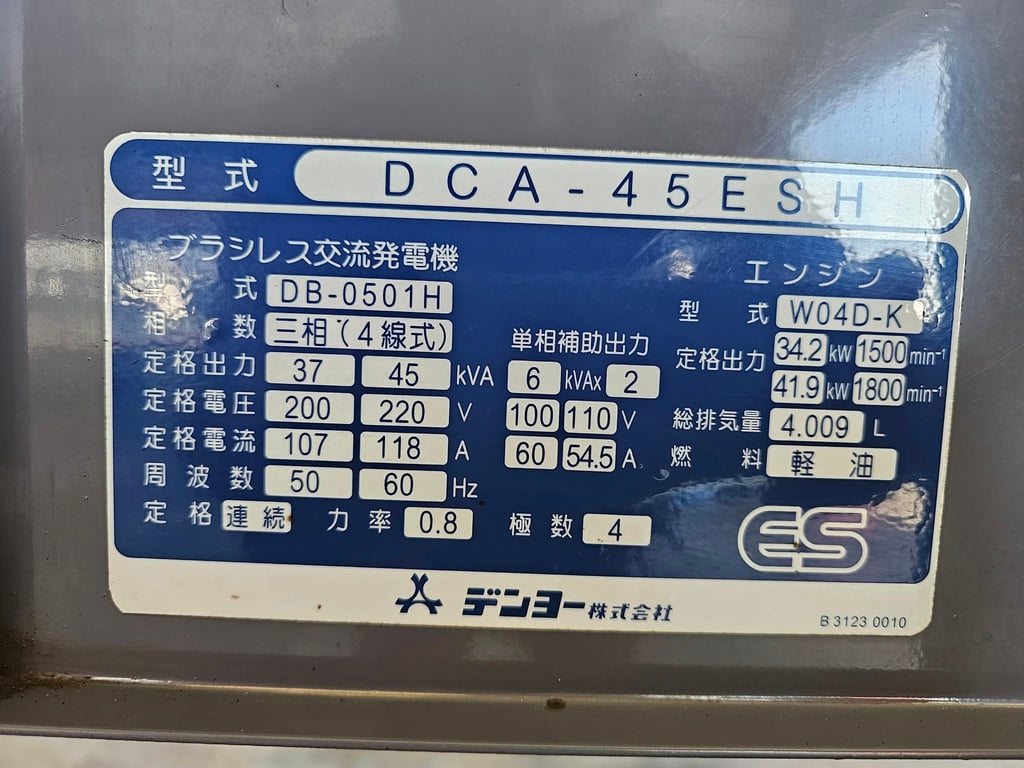 型式 DCA-45ESH
ブラシレス交流発電機
型式 DB-0501H
相数 三相(4線式)
定格出力 37 45 kVA
定格電圧 200 220 V
定格電流 107 118 A
周波数 50 60 Hz
定格 連続 力率 0.8 極数 4
単相補助出力
6 kVAx 2
100 110 V
60 54.5 A
エンジン
型式 W04D-K
定格出力 34.2 kW 1500 min⁻¹
41.9 kW 1800 min⁻¹
総排気量 4.009 L
燃料 軽油
ES
デンヨー株式会社
B 3123 0010